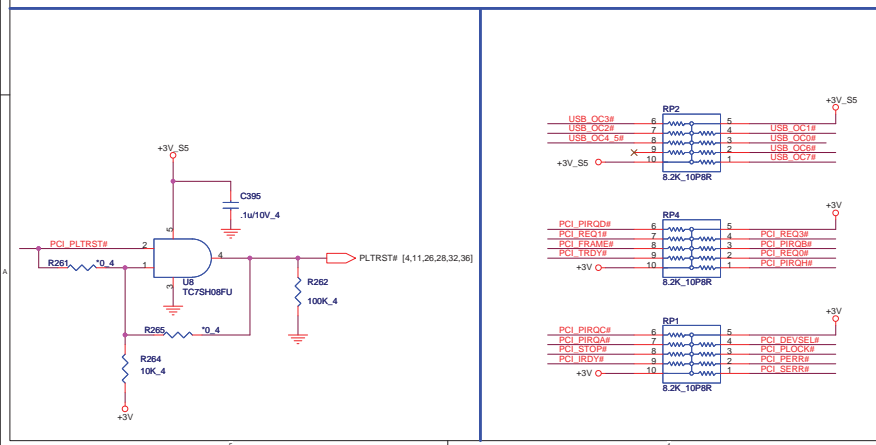 +3V_S5
C395
.1u/10V_4
5
PCI_PLTRST#
2
4
PLTRST# [4,11,26,28,32,36]
R261
*0_4
1
U8
TC7SH08FU
3
R262
100K_4
R265
*0_4
R264
10K_4
+3V
A
+3V_S5
RP2
USB_OC3# 6 5
USB_OC2# 7 4 USB_OC1#
USB_OC4_5# 8 3 USB_OC0#
9 2 USB_OC6#
+3V_S5 10 1 USB_OC7#
8.2K_10P8R
+3V
RP4
PCI_PIRQD# 6 5
PCI_REQ1# 7 4 PCI_REQ3#
PCI_FRAME# 8 3 PCI_PIRQB#
PCI_TRDY# 9 2 PCI_REQ0#
+3V 10 1 PCI_PIRQH#
8.2K_10P8R
+3V
RP1
PCI_PIRQC# 6 5
PCI_PIRQA# 7 4 PCI_DEVSEL#
PCI_STOP# 8 3 PCI_PLOCK#
PCI_IRDY# 9 2 PCI_PERR#
+3V 10 1 PCI_SERR#
8.2K_10P8R